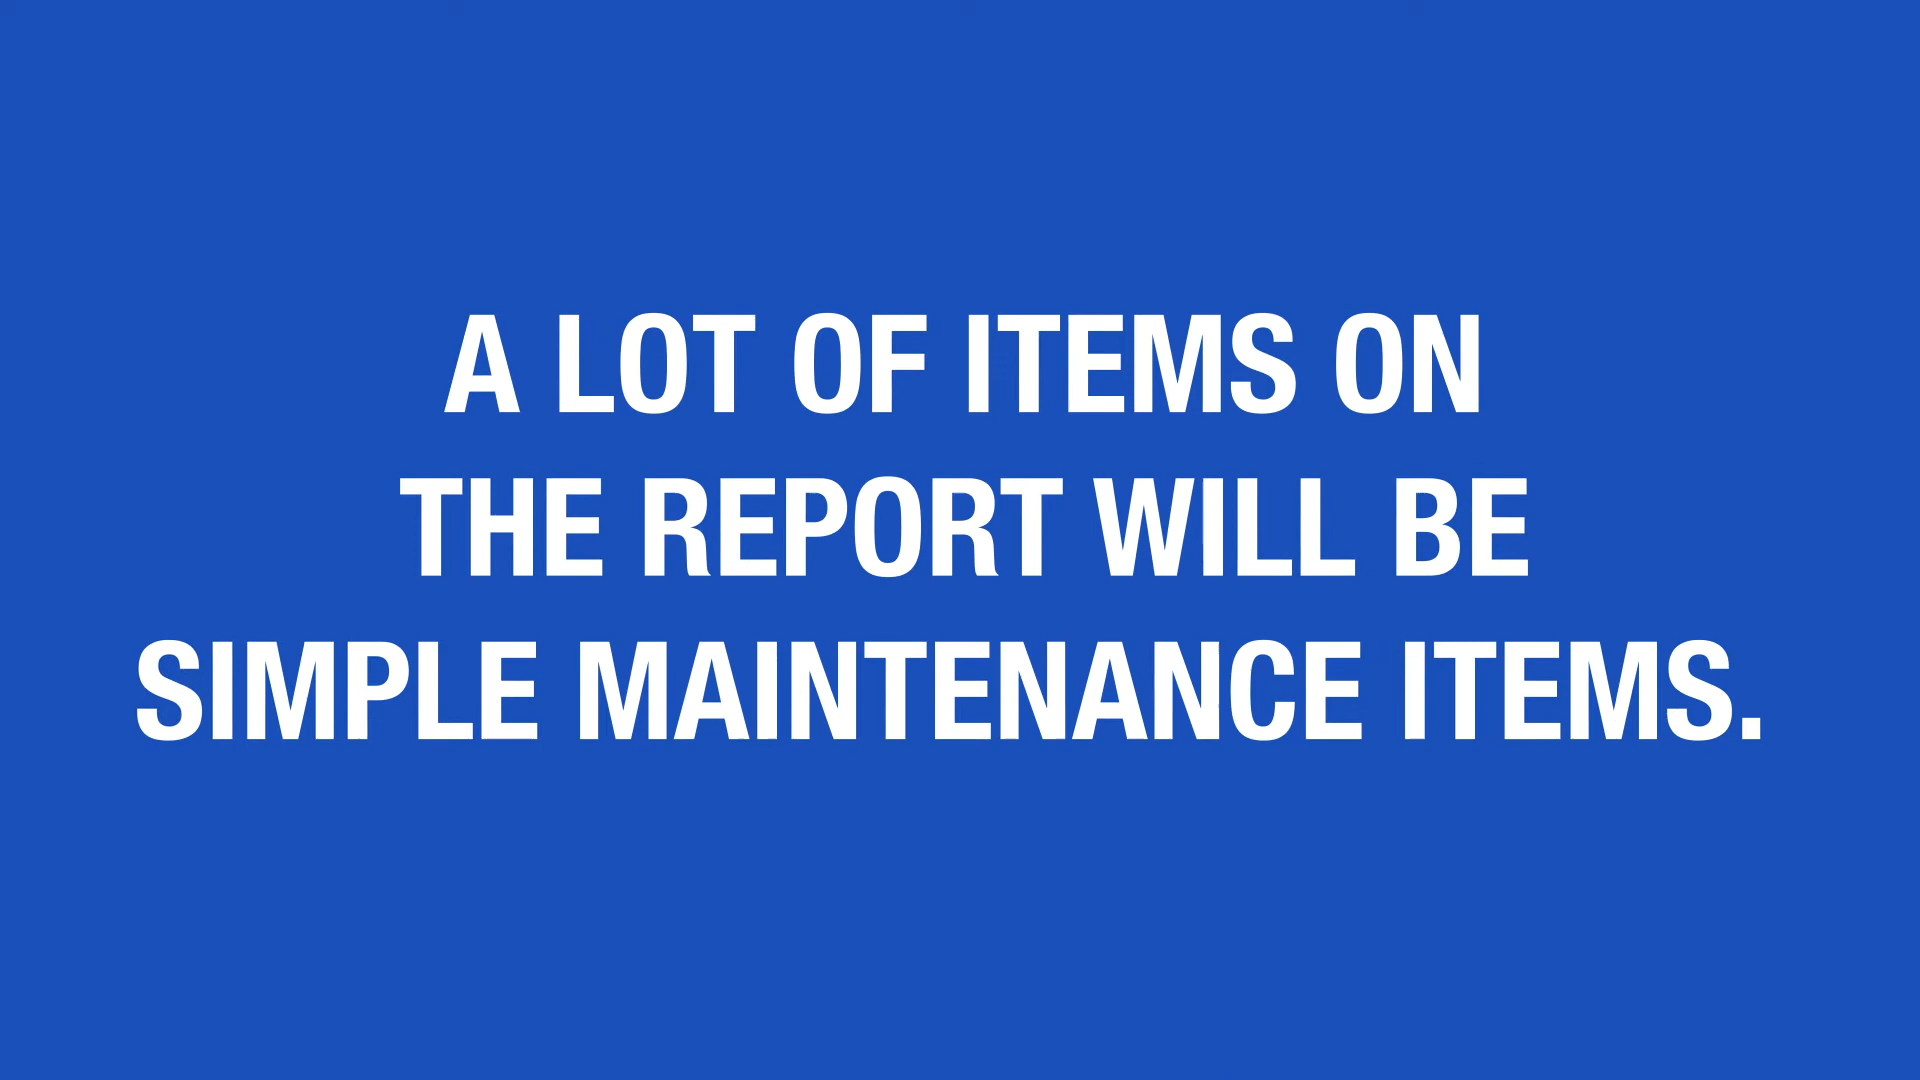 A LOT OF ITEMS ON
THE REPORT WILL BE
SIMPLE MAINTENANCE ITEMS.